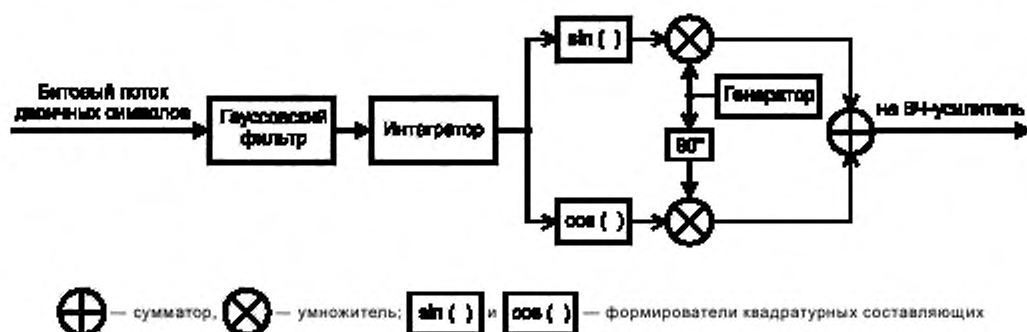 Битовый поток
двоичных символов
Гауссовский
фильтр
Интегратор
sin ( )
cos ( )
Генератор
90°
на ВЧ-усилитель
— сумматор, — умножитель; sin ( ) и cos ( ) — формирователи квадратурных составляющих